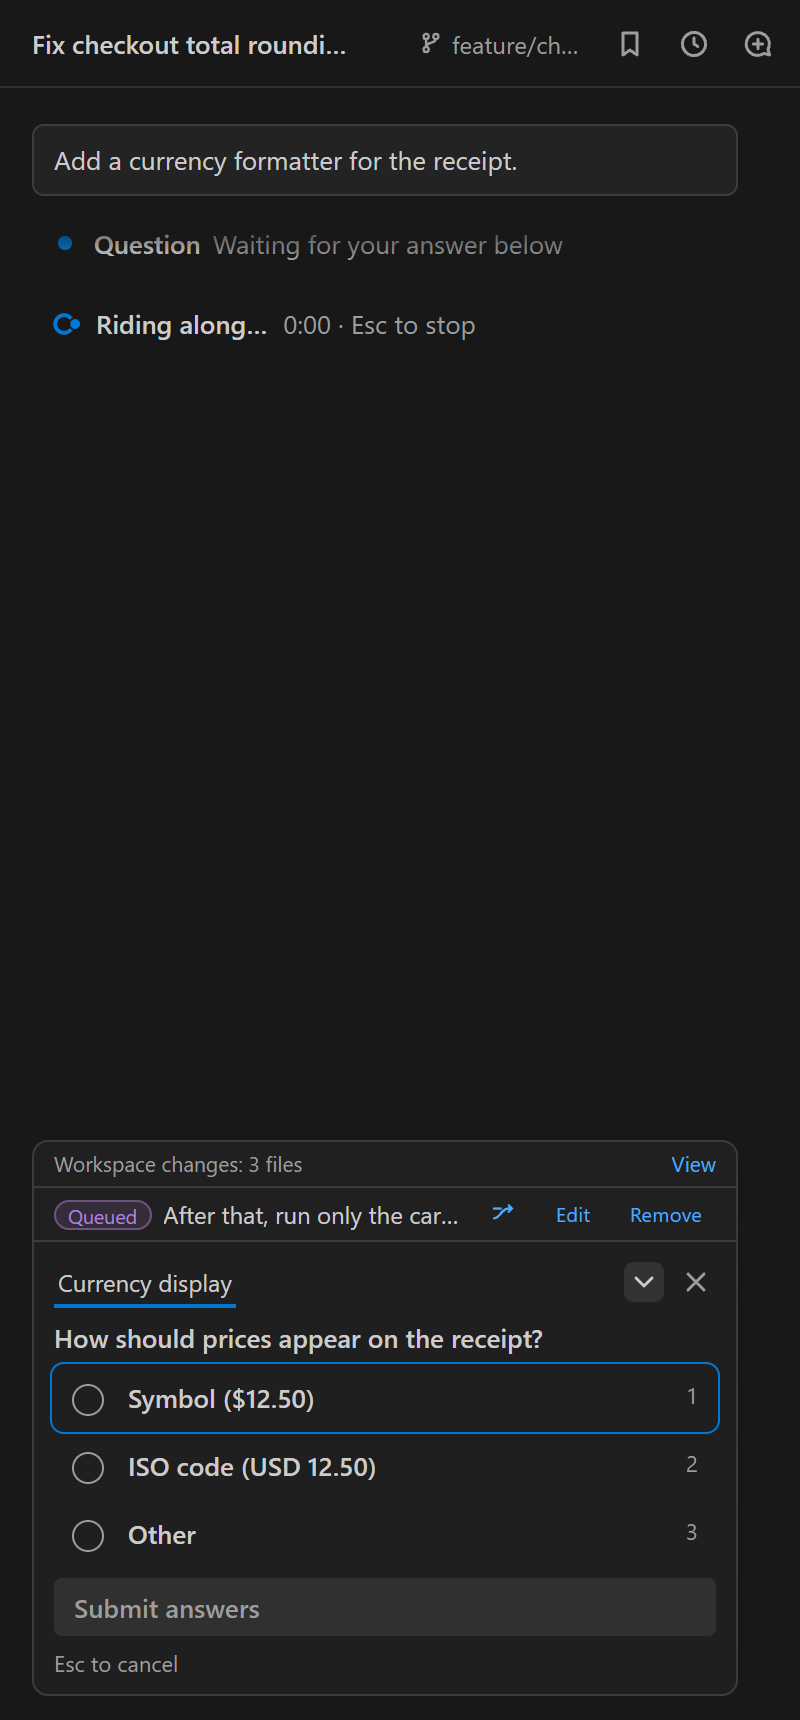 Fix checkout total roundi...
feature/ch...
Add a currency formatter for the receipt.
Question Waiting for your answer below
Riding along... 0:00 · Esc to stop
Workspace changes: 3 files View
Queued After that, run only the car... Edit Remove
Currency display
How should prices appear on the receipt?
Symbol ($12.50) 1
ISO code (USD 12.50) 2
Other 3
Submit answers
Esc to cancel